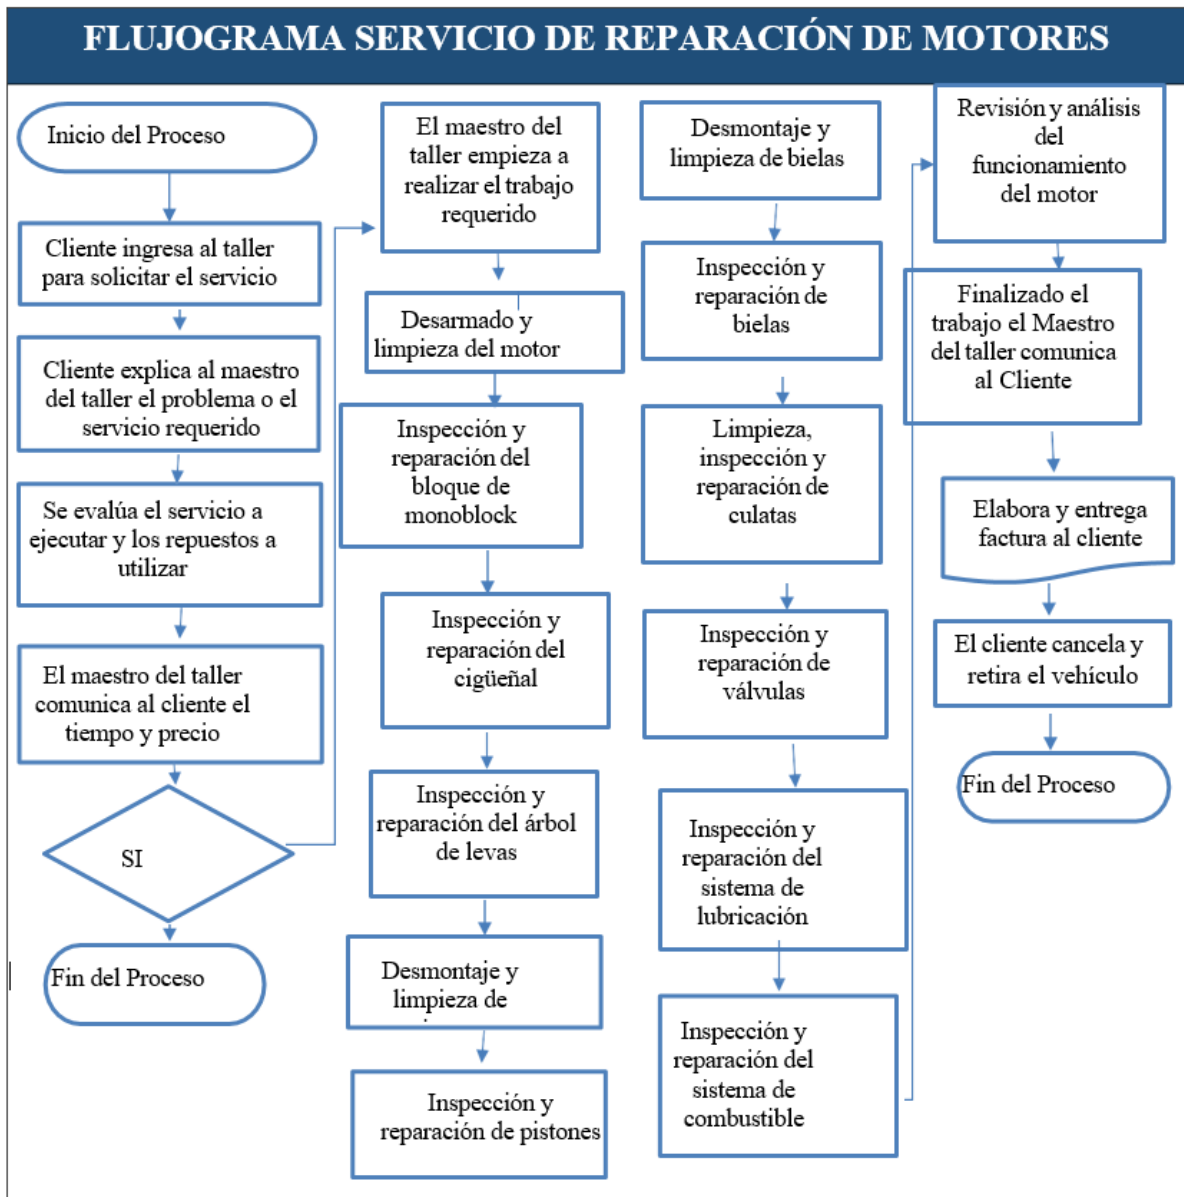 FLUJOGRAMA SERVICIO DE REPARACIÓN DE MOTORES
Inicio del Proceso
Cliente ingresa al taller
para solicitar el servicio
Cliente explica al maestro
del taller el problema o el
servicio requerido
Se evalúa el servicio a
ejecutar y los repuestos a
utilizar
El maestro del taller
comunica al cliente el
tiempo y precio
SI
Fin del Proceso
El maestro del
taller empieza a
realizar el trabajo
requerido
Desarmado y
limpieza del motor
Inspección y
reparación del
bloque de
monoblock
Inspección y
reparación del
cigüeñal
Inspección y
reparación del árbol
de levas
Desmontaje y
limpieza de
Inspección y
reparación de pistones
Desmontaje y
limpieza de bielas
Inspección y
reparación de
bielas
Limpieza,
inspección y
reparación de
culatas
Inspección y
reparación de
válvulas
Inspección y
reparación del
sistema de
lubricación
Inspección y
reparación del
sistema de
combustible
Revisión y análisis
del
funcionamiento
del motor
Finalizado el
trabajo el Maestro
del taller comunica
al Cliente
Elabora y entrega
factura al cliente
El cliente cancela y
retira el vehículo
Fin del Proceso